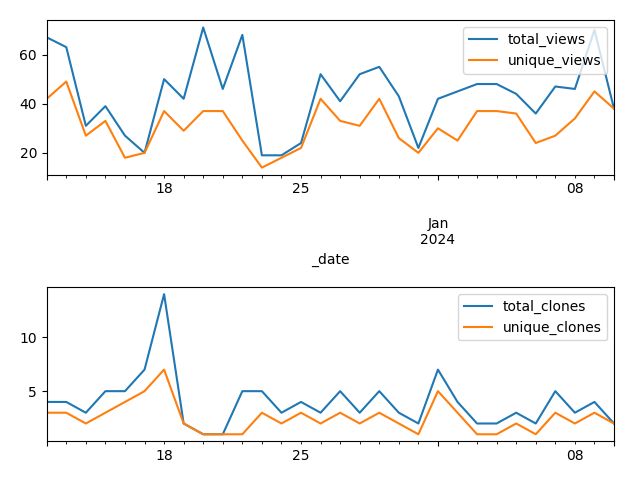 60
40
20
total_views
unique_views
18
25
08
Jan
2024
_date
10
5
total_clones
unique_clones
18
25
08